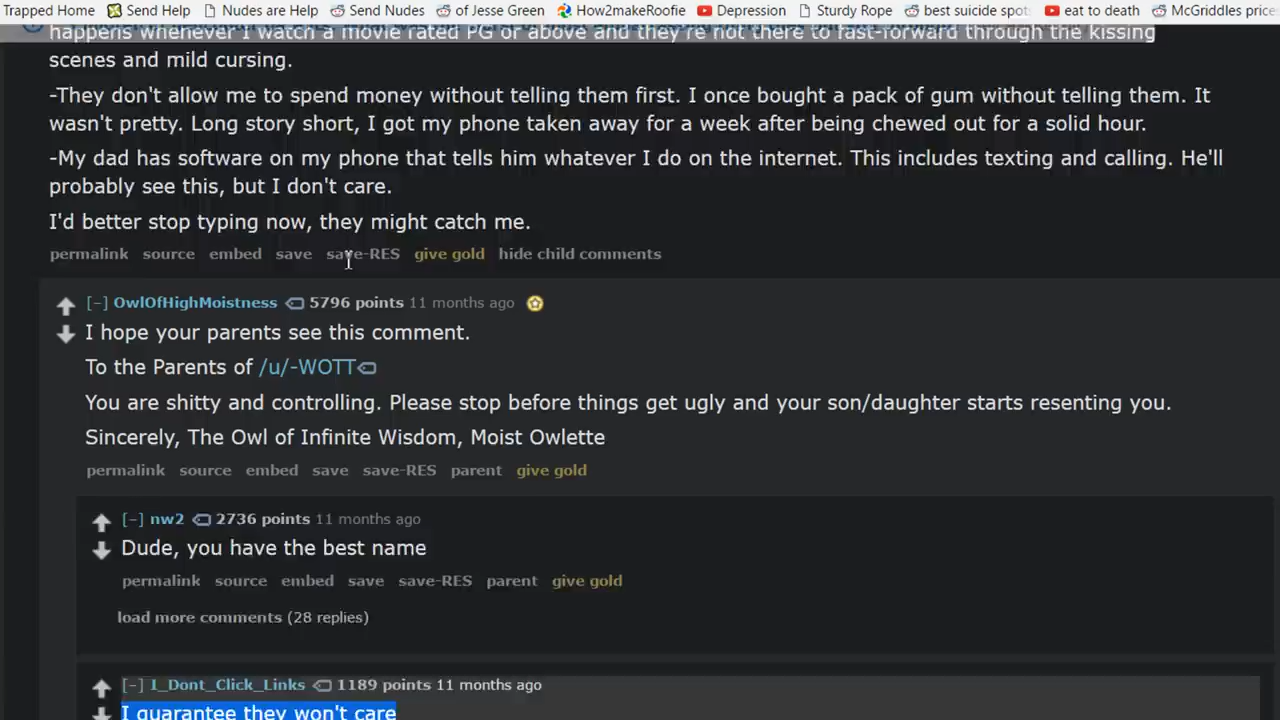 Trapped Home Send Help Nudes are Help Send Nudes of Jesse Green How2makeRoofie Depression Sturdy Rope best suicide spots eat to death McGriddles price
happens whenever I watch a movie rated PG or above and they're not there to fast-forward through the kissing
scenes and mild cursing.
-They don't allow me to spend money without telling them first. I once bought a pack of gum without telling them. It
wasn't pretty. Long story short, I got my phone taken away for a week after being chewed out for a solid hour.
-My dad has software on my phone that tells him whatever I do on the internet. This includes texting and calling. He'll
probably see this, but I don't care.
I'd better stop typing now, they might catch me.
permalink source embed save save-RES give gold hide child comments
[–] OwlOfHighMoistness 5796 points 11 months ago
I hope your parents see this comment.
To the Parents of /u/-WOTT
You are shitty and controlling. Please stop before things get ugly and your son/daughter starts resenting you.
Sincerely, The Owl of Infinite Wisdom, Moist Owlette
permalink source embed save save-RES parent give gold
[–] nw2 2736 points 11 months ago
Dude, you have the best name
permalink source embed save save-RES parent give gold
load more comments (28 replies)
[–] I_Dont_Click_Links 1189 points 11 months ago
I guarantee they won't care